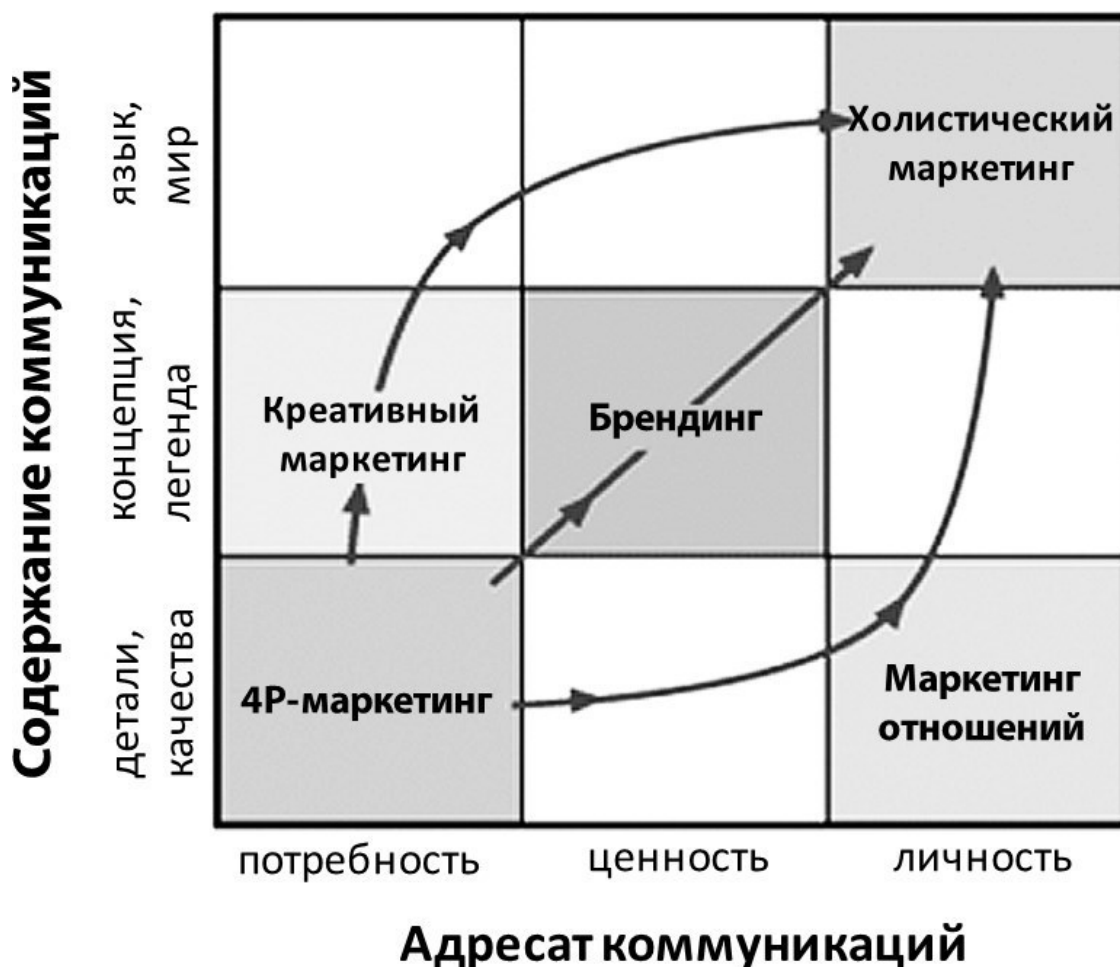 Содержание коммуникаций
язык,
мир
концепция,
легенда
детали,
качества
Холистический
маркетинг
Креативный
маркетинг
Брендинг
4Р-маркетинг
Маркетинг
отношений
потребность
ценность
личность
Адресат коммуникаций